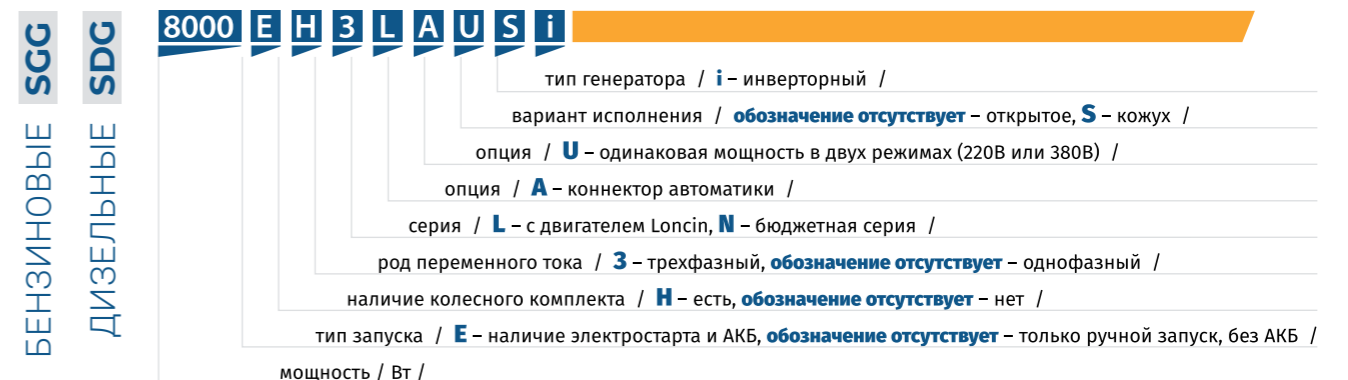 БЕНЗИНОВЫЕ SGG
ДИЗЕЛЬНЫЕ SDG
8000 E H 3 L A U S i
тип генератора / i – инверторный /
вариант исполнения / обозначение отсутствует – открытое, S – кожух /
опция / U – одинаковая мощность в двух режимах (220В или 380В) /
опция / A – коннектор автоматики /
серия / L – с двигателем Loncin, N – бюджетная серия /
род переменного тока / 3 – трехфазный, обозначение отсутствует – однофазный /
наличие колесного комплекта / H – есть, обозначение отсутствует – нет /
тип запуска / E – наличие электростарта и АКБ, обозначение отсутствует – только ручной запуск, без АКБ /
мощность / Вт /